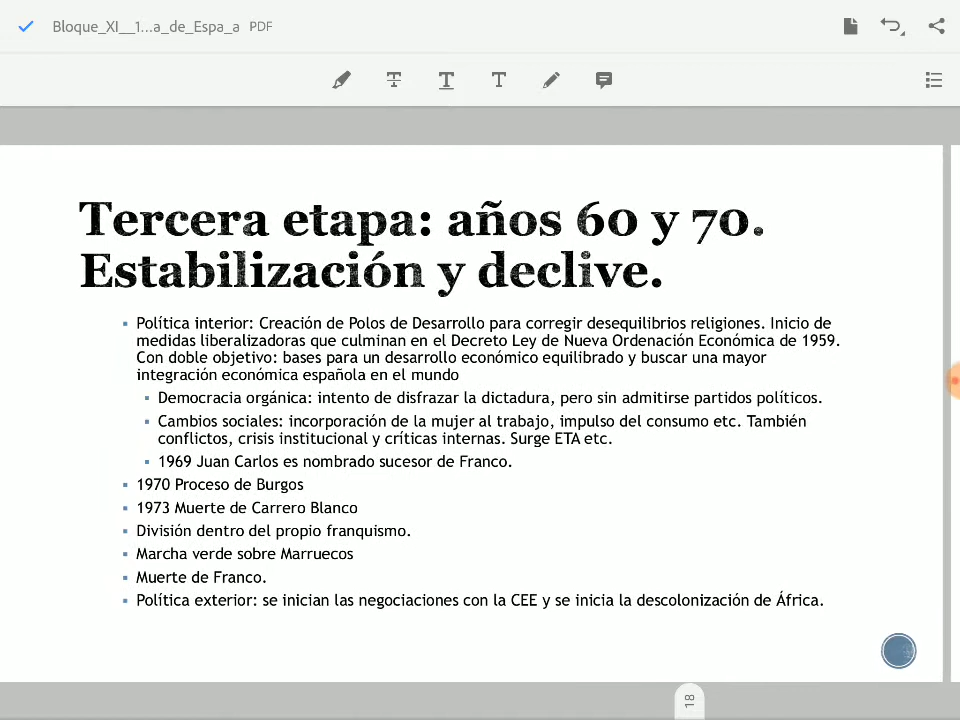 Bloque_XI__1...a_de_Espa_a PDF
Tercera etapa: años 60 y 70.
Estabilización y declive.
Política interior: Creación de Polos de Desarrollo para corregir desequilibrios religiones. Inicio de
medidas liberalizadoras que culminan en el Decreto Ley de Nueva Ordenación Económica de 1959.
Con doble objetivo: bases para un desarrollo económico equilibrado y buscar una mayor
integración económica española en el mundo
Democracia orgánica: intento de disfrazar la dictadura, pero sin admitirse partidos políticos.
Cambios sociales: incorporación de la mujer al trabajo, impulso del consumo etc. También
conflictos, crisis institucional y críticas internas. Surge ETA etc.
1969 Juan Carlos es nombrado sucesor de Franco.
1970 Proceso de Burgos
1973 Muerte de Carrero Blanco
División dentro del propio franquismo.
Marcha verde sobre Marruecos
Muerte de Franco.
Política exterior: se inician las negociaciones con la CEE y se inicia la descolonización de África.
18